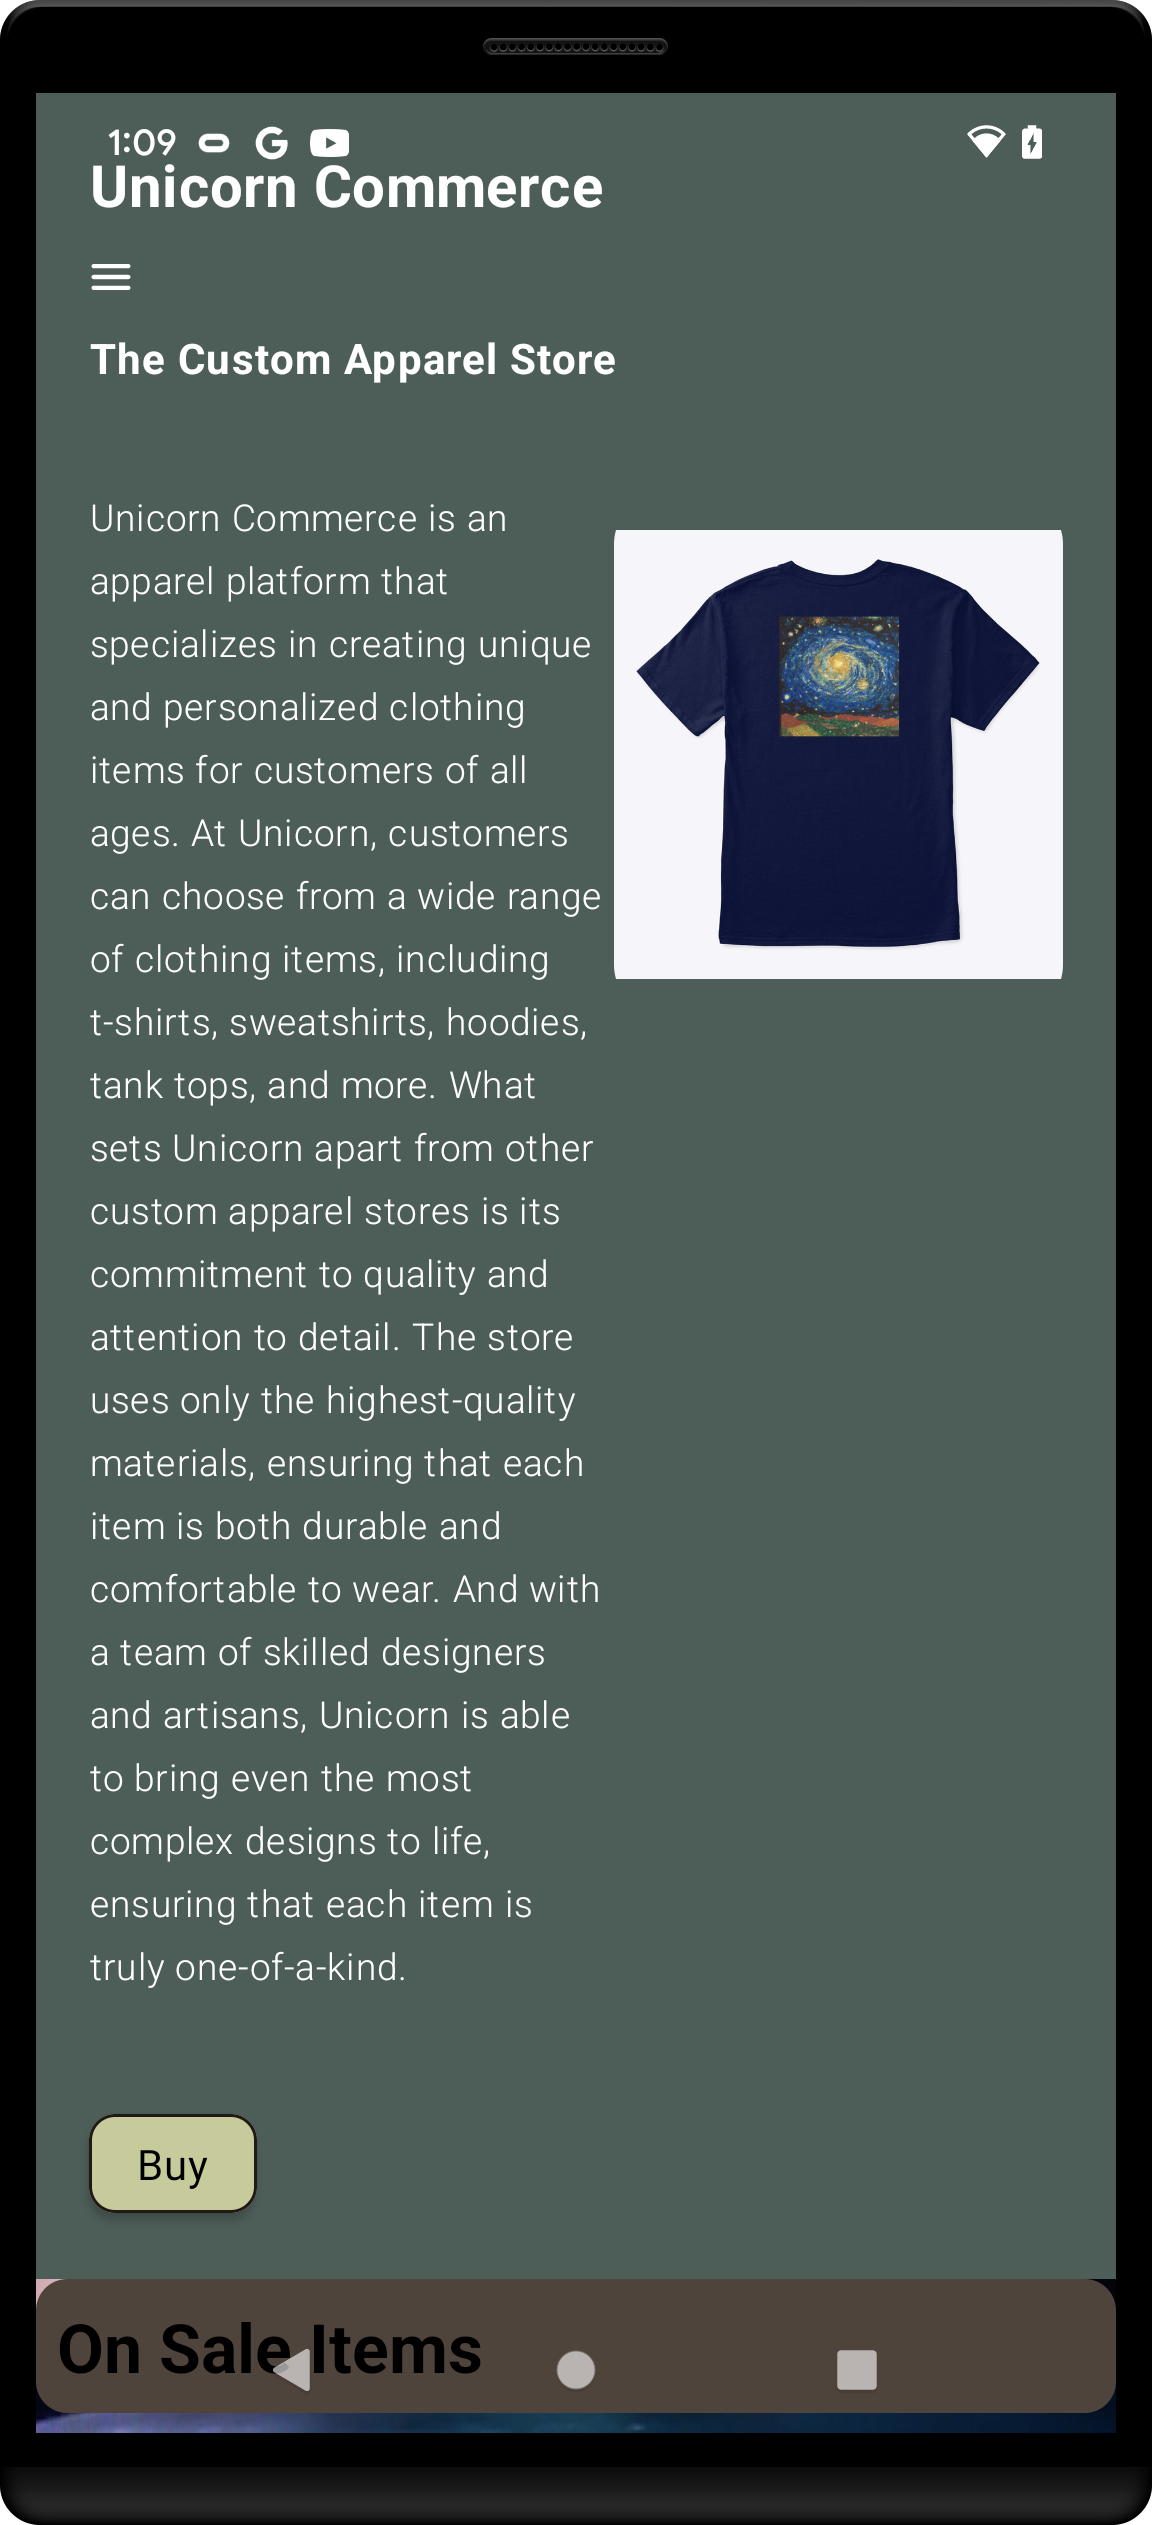 1:09
Unicorn Commerce
The Custom Apparel Store
Unicorn Commerce is an
apparel platform that
specializes in creating unique
and personalized clothing
items for customers of all
ages. At Unicorn, customers
can choose from a wide range
of clothing items, including
t-shirts, sweatshirts, hoodies,
tank tops, and more. What
sets Unicorn apart from other
custom apparel stores is its
commitment to quality and
attention to detail. The store
uses only the highest-quality
materials, ensuring that each
item is both durable and
comfortable to wear. And with
a team of skilled designers
and artisans, Unicorn is able
to bring even the most
complex designs to life,
ensuring that each item is
truly one-of-a-kind.
Buy
On Sale Items